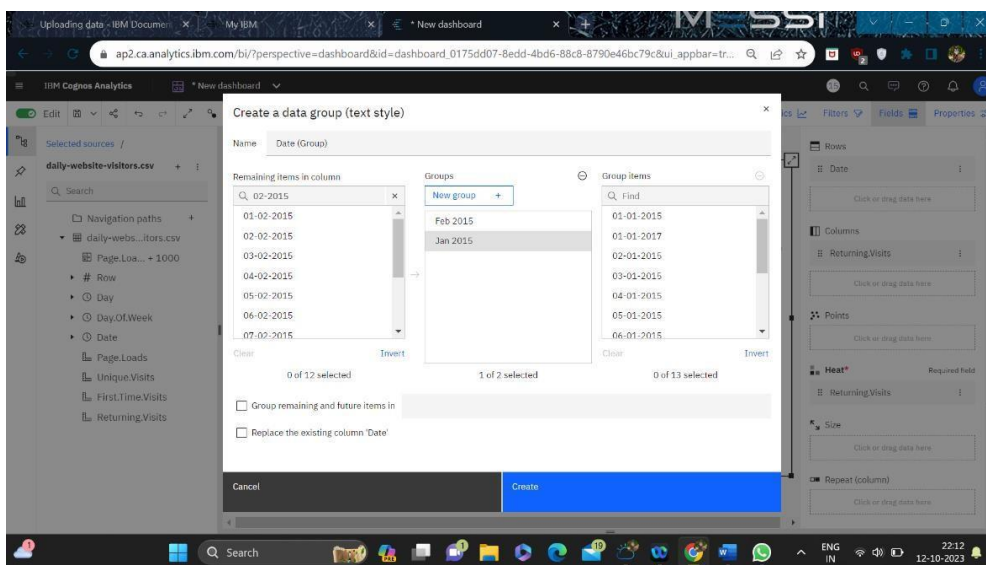 Uploading data - IBM Documen × My IBM × * New dashboard × + MESSI
ap2.ca.analytics.ibm.com/bi/?perspective=dashboard&id=dashboard_0175dd07-8edd-4bd6-88c8-8790e46bc79c&ui_appbar=tr...
IBM Cognos Analytics * New dashboard 15
Edit Filters Fields Properties
Create a data group (text style) ×
Name Date (Group)
Selected sources /
daily-website-visitors.csv + ⋮
Search
Navigation paths +
daily-webs...itors.csv
Page.Loa... + 1000
# Row
Day
Day.Of.Week
Date
Page.Loads
Unique.Visits
First.Time.Visits
Returning.Visits
Remaining items in column
02-2015 ×
01-02-2015
02-02-2015
03-02-2015
04-02-2015
05-02-2015
06-02-2015
07-02-2015
Clear Invert
0 of 12 selected
Groups
New group +
Feb 2015
Jan 2015
1 of 2 selected
Group items
Find
01-01-2015
01-01-2017
02-01-2015
03-01-2015
04-01-2015
05-01-2015
06-01-2015
Clear Invert
0 of 13 selected
Group remaining and future items in
Replace the existing column 'Date'
Cancel Create
Rows
Date
Click or drag data here
Columns
Returning.Visits
Click or drag data here
Points
Click or drag data here
Heat* Required field
Returning.Visits
Size
Click or drag data here
Repeat (column)
Click or drag data here
Search
ENG
IN
22:12
12-10-2023